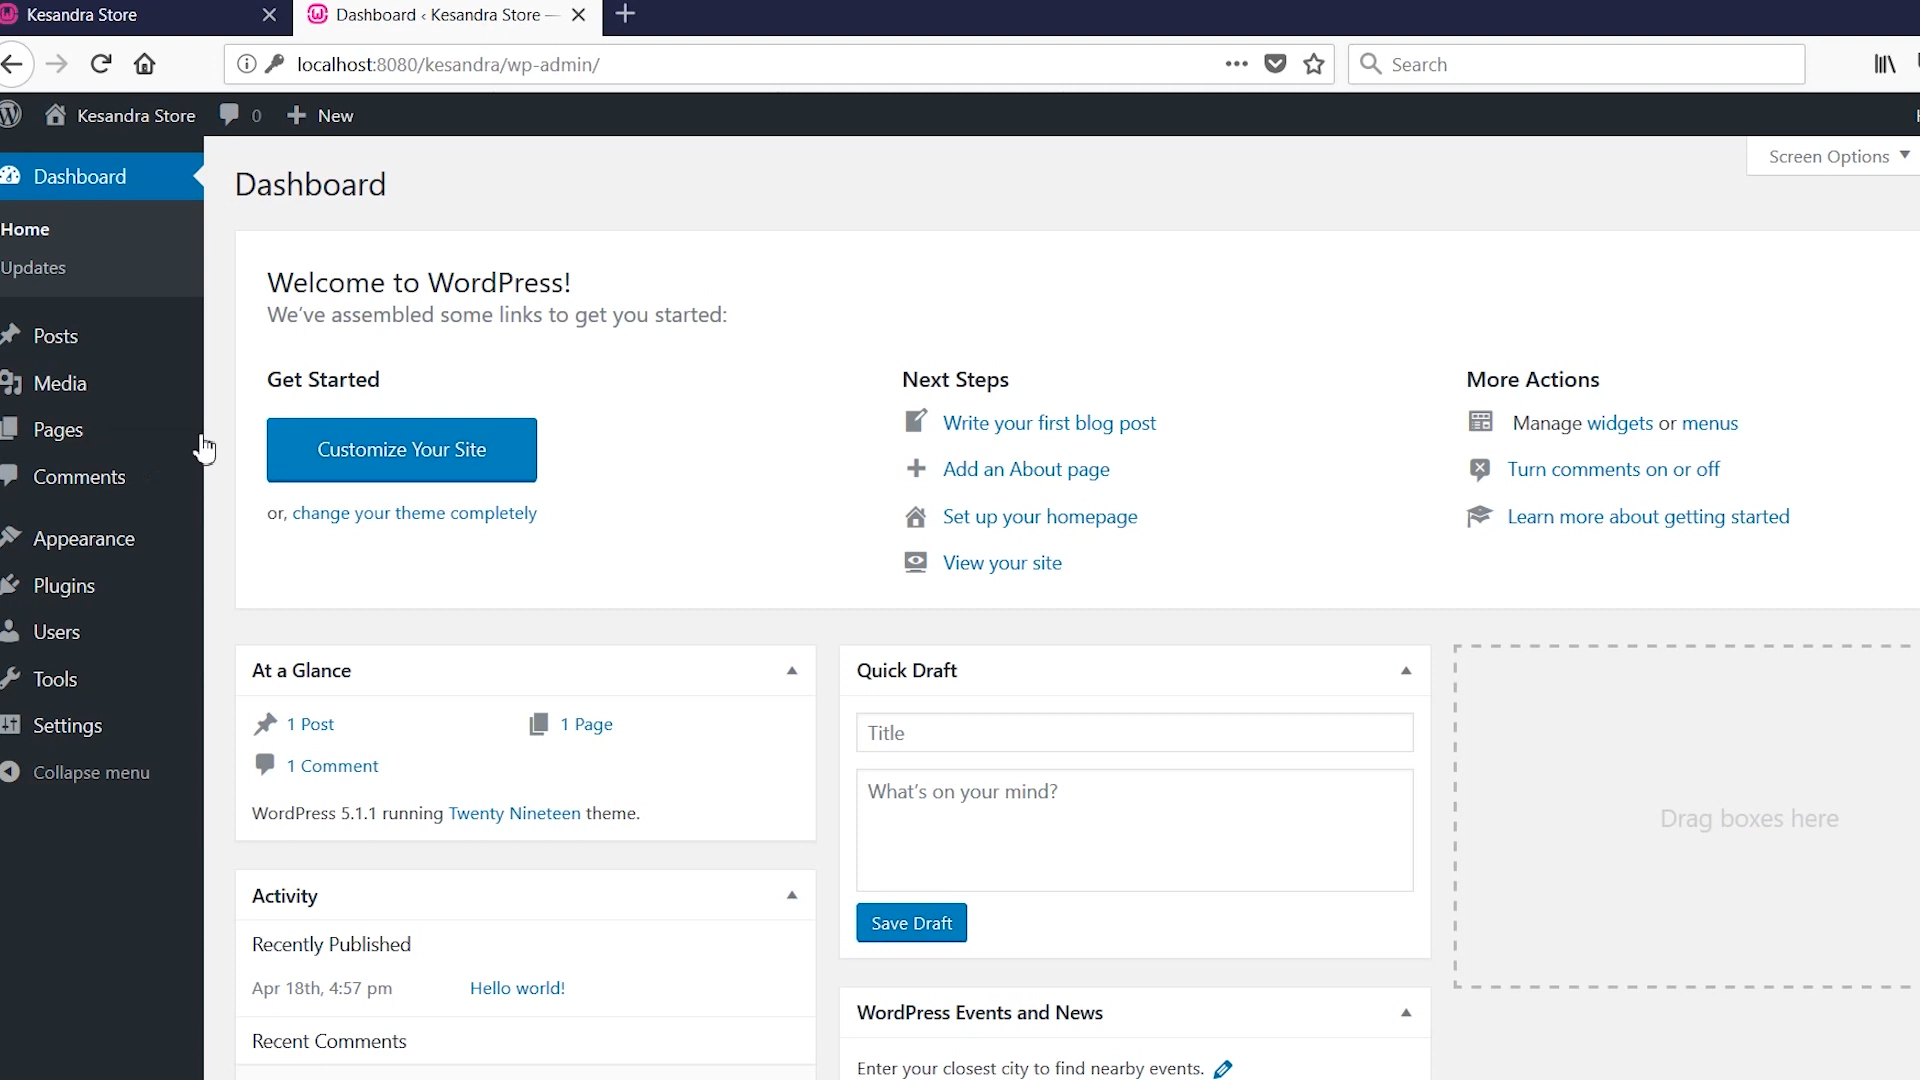 Kesandra Store
Dashboard ‹ Kesandra Store —
localhost:8080/kesandra/wp-admin/
Search
Kesandra Store
0
New
Screen Options
Dashboard
Home
Updates
Posts
Media
Pages
Comments
Appearance
Plugins
Users
Tools
Settings
Collapse menu
Dashboard
Welcome to WordPress!
We've assembled some links to get you started:
Get Started
Customize Your Site
or, change your theme completely
Next Steps
Write your first blog post
Add an About page
Set up your homepage
View your site
More Actions
Manage widgets or menus
Turn comments on or off
Learn more about getting started
At a Glance
1 Post
1 Page
1 Comment
WordPress 5.1.1 running Twenty Nineteen theme.
Activity
Recently Published
Apr 18th, 4:57 pm
Hello world!
Recent Comments
Quick Draft
Title
What's on your mind?
Save Draft
WordPress Events and News
Enter your closest city to find nearby events.
Drag boxes here